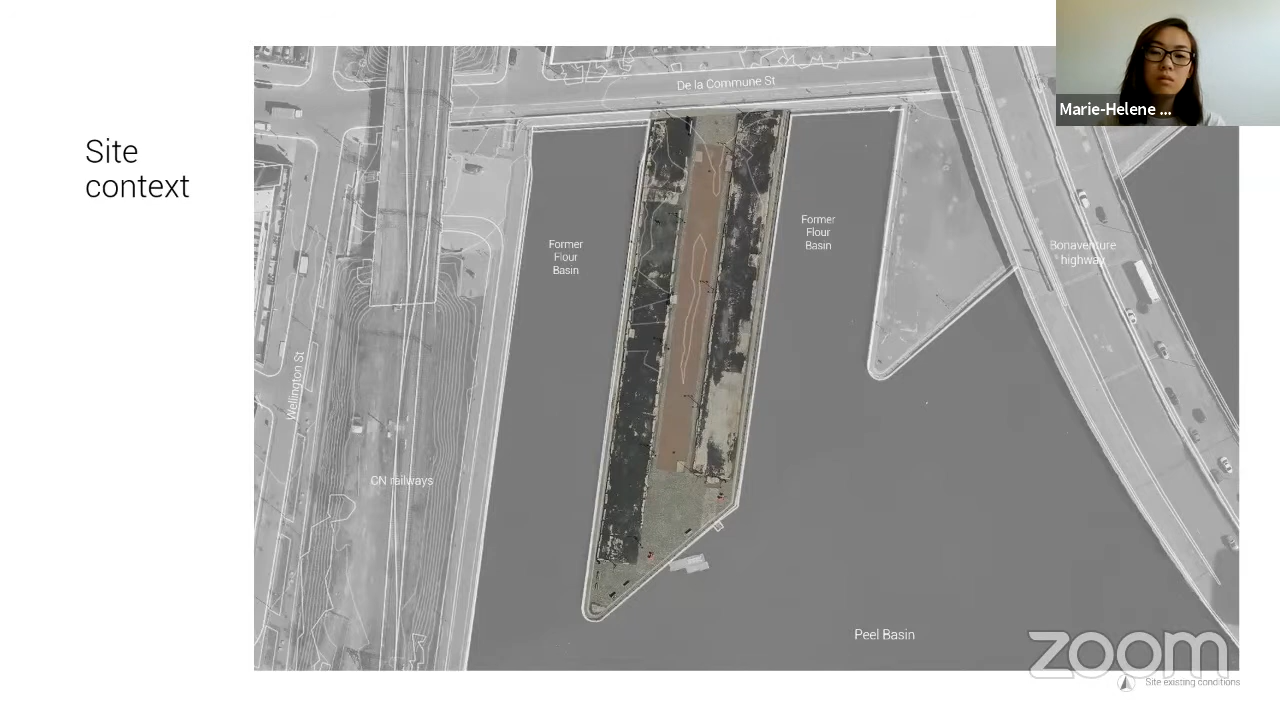 Site
context
De la Commune St
Marie-Helene ...
Former
Flour
Basin
Former
Flour
Basin
Bonaventure
highway
Wellington St
CN railways
Peel Basin
zoom
Site existing conditions